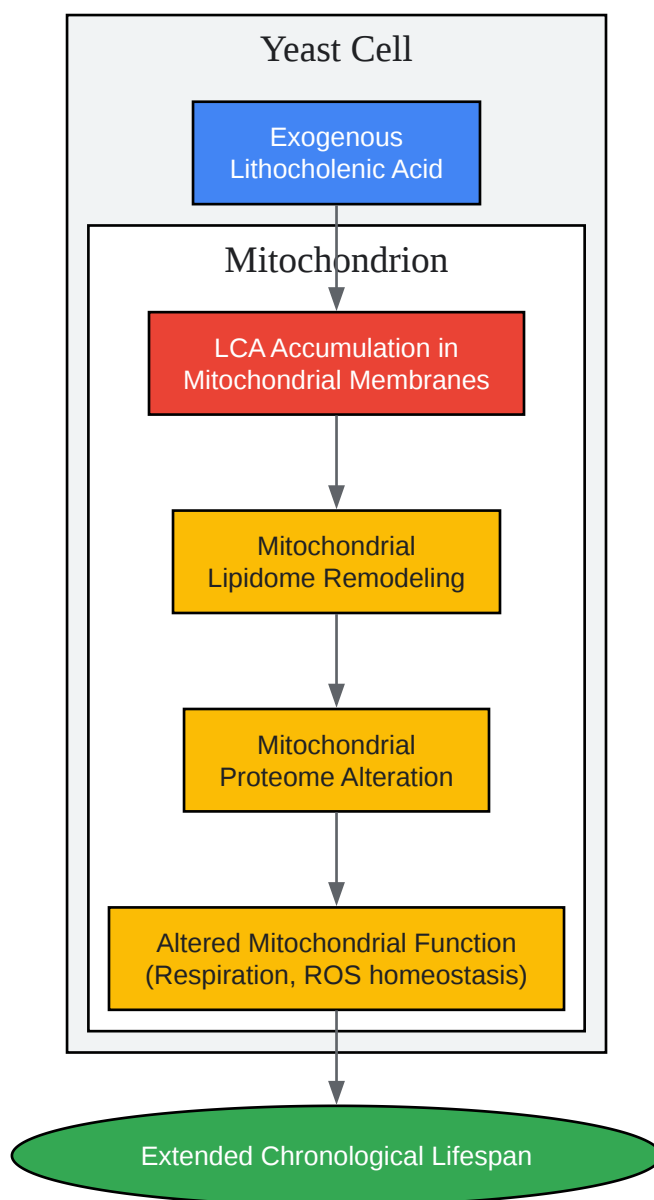 Yeast Cell
Exogenous
Lithocholenic Acid
Mitochondrion
LCA Accumulation in
Mitochondrial Membranes
Mitochondrial
Lipidome Remodeling
Mitochondrial
Proteome Alteration
Altered Mitochondrial Function
(Respiration, ROS homeostasis)
Extended Chronological Lifespan